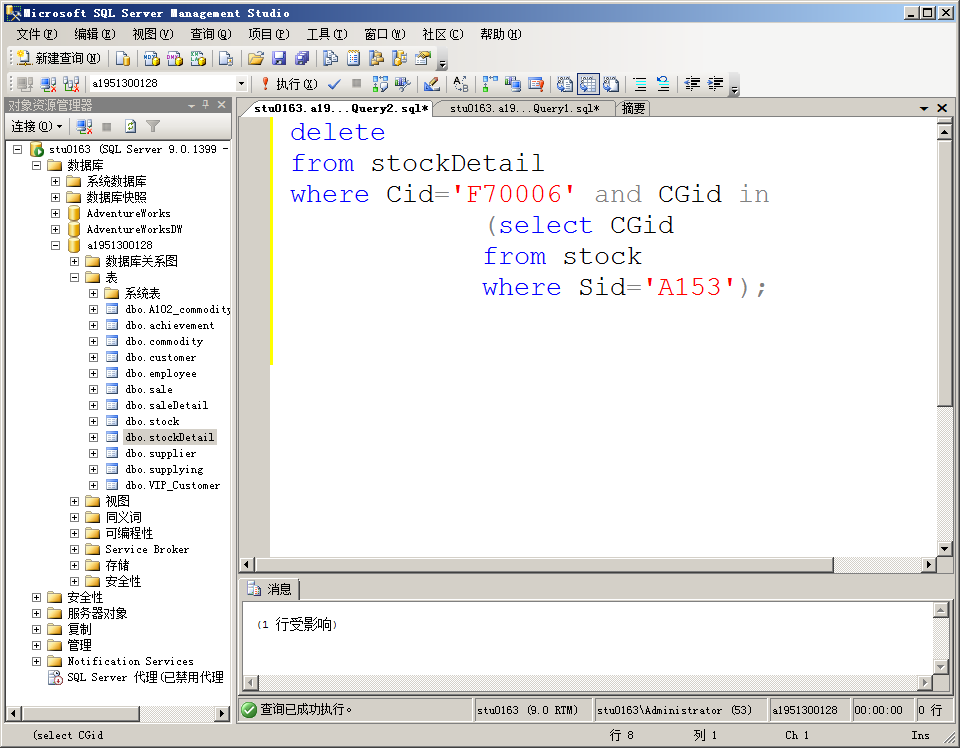 Microsoft SQL Server Management Studio
文件(F) 编辑(E) 视图(V) 查询(Q) 项目(P) 工具(T) 窗口(W) 社区(C) 帮助(H)
新建查询(N)
a1951300128 执行(X)
对象资源管理器
连接(O)
stu0163 (SQL Server 9.0.1399 -
数据库
系统数据库
数据库快照
AdventureWorks
AdventureWorksDW
a1951300128
数据库关系图
表
系统表
dbo.A102_commodity
dbo.achievement
dbo.commodity
dbo.customer
dbo.employee
dbo.sale
dbo.saleDetail
dbo.stock
dbo.stockDetail
dbo.supplier
dbo.supplying
dbo.VIP_Customer
视图
同义词
可编程性
Service Broker
存储
安全性
安全性
服务器对象
复制
管理
Notification Services
SQL Server 代理(已禁用代理
stu0163.a19...Query2.sql* stu0163.a19...Query1.sql* 摘要
delete
from stockDetail
where Cid='F70006' and CGid in
(select CGid
from stock
where Sid='A153');
消息
(1 行受影响)
查询已成功执行。 stu0163 (9.0 RTM) stu0163\Administrator (53) a1951300128 00:00:00 0 行
(select CGid 行 8 列 1 Ch 1 Ins